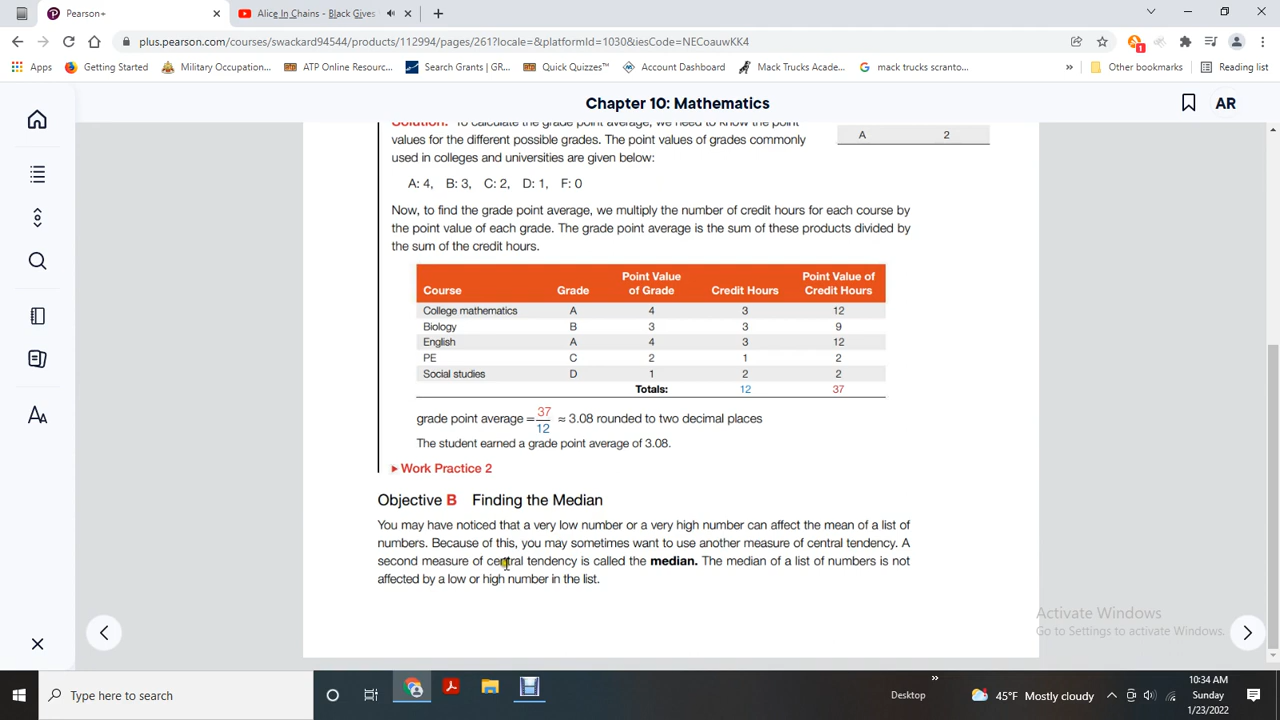 Pearson+
Alice In Chains - Black Gives
plus.pearson.com/courses/swackard94544/products/112994/pages/261?locale=&platformId=1030&iesCode=NECoauwKK4
1
Apps Getting Started Military Occupation... ATP Online Resourc... Search Grants | GR... Quick Quizzes™ Account Dashboard Mack Trucks Acade... mack trucks scranto... » Other bookmarks Reading list
Chapter 10: Mathematics
AR
Solution: To calculate the grade point average, we need to know the point
values for the different possible grades. The point values of grades commonly
used in colleges and universities are given below:
A 2
A: 4, B: 3, C: 2, D: 1, F: 0
Now, to find the grade point average, we multiply the number of credit hours for each course by
the point value of each grade. The grade point average is the sum of these products divided by
the sum of the credit hours.
Point Value Point Value of
Course Grade of Grade Credit Hours Credit Hours
College mathematics A 4 3 12
Biology B 3 3 9
English A 4 3 12
PE C 2 1 2
Social studies D 1 2 2
Totals: 12 37
grade point average = 37/12 ≈ 3.08 rounded to two decimal places
The student earned a grade point average of 3.08.
▶ Work Practice 2
Objective B Finding the Median
You may have noticed that a very low number or a very high number can affect the mean of a list of
numbers. Because of this, you may sometimes want to use another measure of central tendency. A
second measure of central tendency is called the median. The median of a list of numbers is not
affected by a low or high number in the list.
Activate Windows
Go to Settings to activate Windows.
Type here to search
Desktop
»
45°F Mostly cloudy
10:34 AM
Sunday
1/23/2022